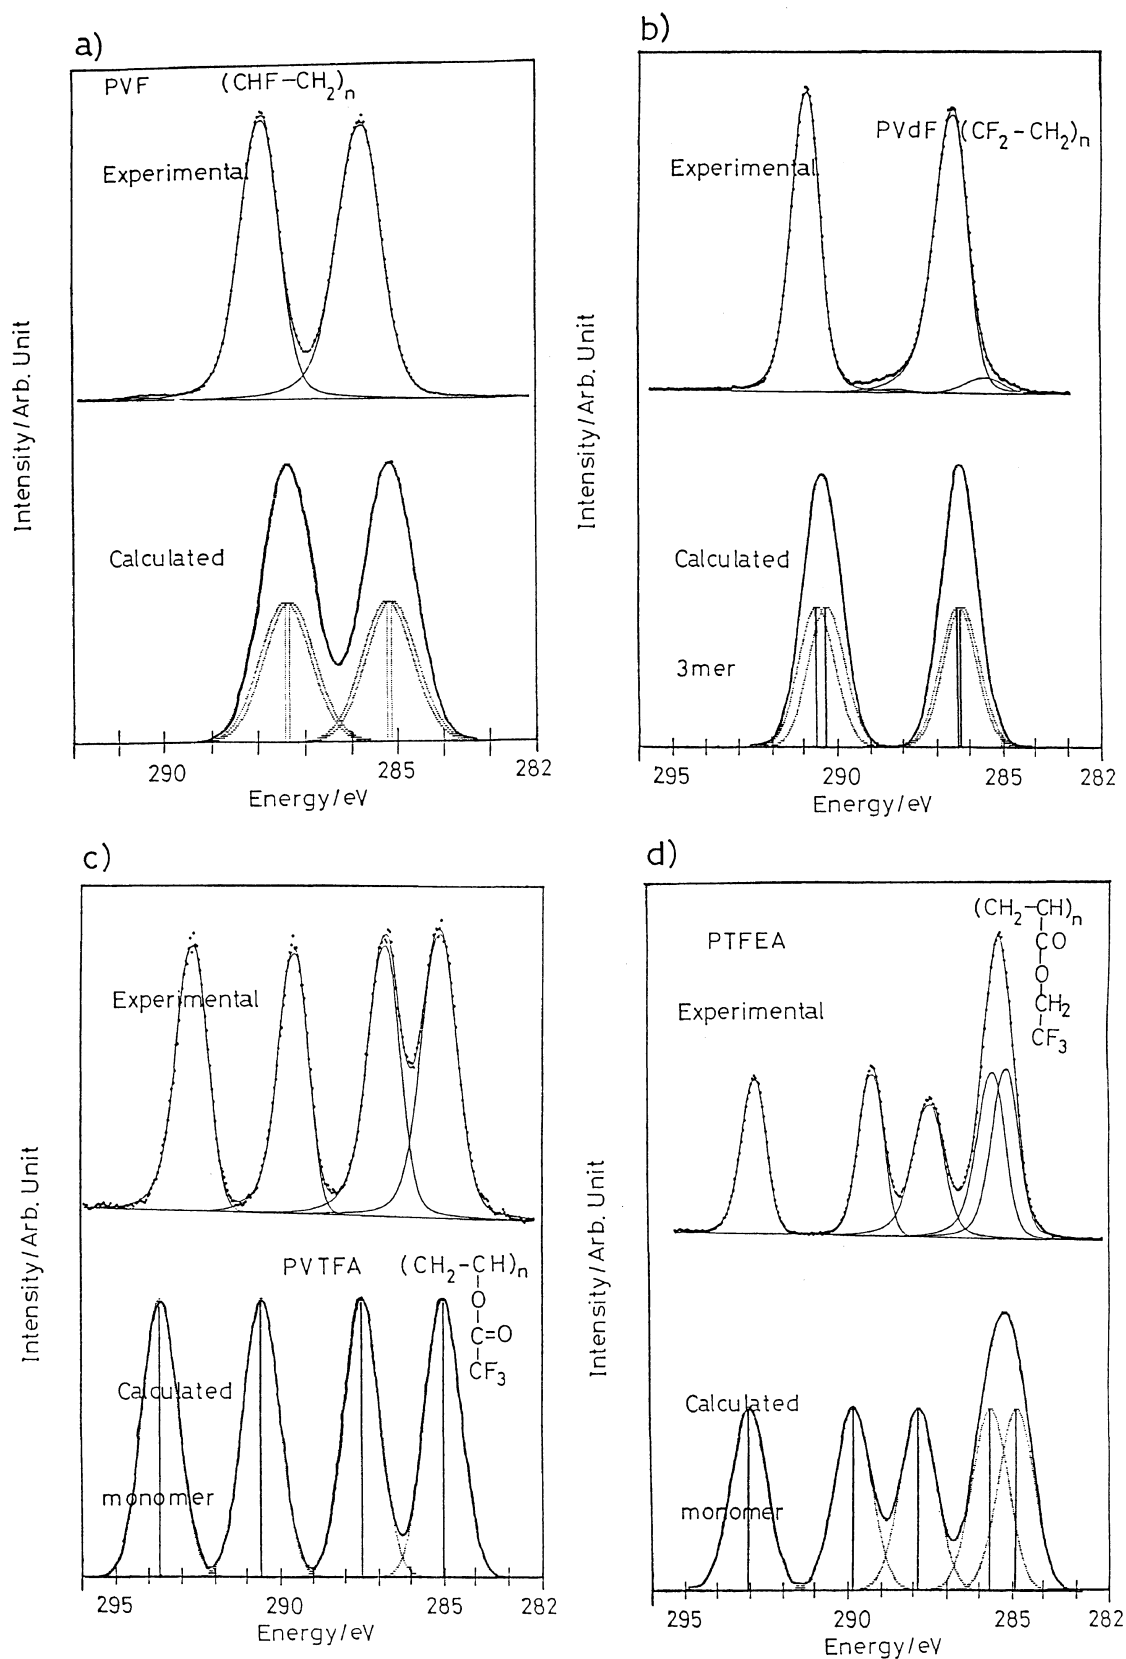 a)
PVF (CHF-CH2)n
Experimental
Calculated
Intensity/Arb. Unit
290 285 282
Energy/eV
b)
PVdF (CF2-CH2)n
Experimental
Calculated
3mer
Intensity/Arb. Unit
295 290 285 282
Energy/eV
c)
Experimental
PVTFA (CH2-CH)n
O
C=O
CF3
Calculated
monomer
Intensity/Arb. Unit
295 290 285 282
Energy/eV
d)
(CH2-CH)n
PTFEA
CO
O
CH2
CF3
Experimental
Calculated
monomer
Intensity/Arb. Unit
295 290 285 282
Energy/eV